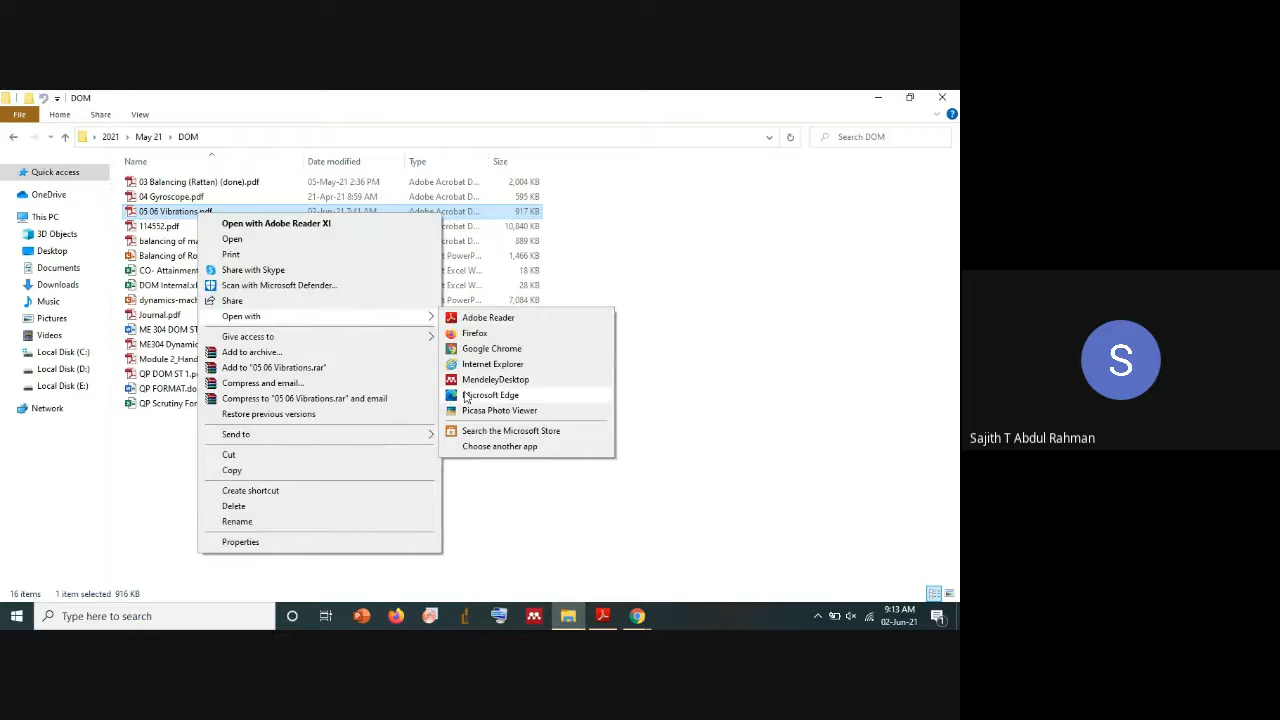 DOM
File Home Share View
2021 May 21 DOM
Search DOM
Name Date modified Type Size
Quick access
OneDrive
This PC
3D Objects
Desktop
Documents
Downloads
Music
Pictures
Videos
Local Disk (C:)
Local Disk (D:)
Local Disk (E:)
Network
03 Balancing (Rattan) (done).pdf 05-May-21 2:36 PM Adobe Acrobat D... 2,004 KB
04 Gyroscope.pdf 21-Apr-21 8:59 AM Adobe Acrobat D... 595 KB
05 06 Vibrations.pdf 02-Jun-21 7:41 AM Adobe Acrobat D... 917 KB
114552.pdf obe Acrobat D... 10,840 KB
balancing of ma obe Acrobat D... 889 KB
Balancing of Ro t PowerP... 1,466 KB
CO- Attainment t Excel W... 18 KB
DOM Internal.xl t Excel W... 28 KB
dynamics-mach t PowerP... 7,084 KB
Journal.pdf
ME 304 DOM ST
ME304 Dynamic
Module 2_Hand
QP DOM ST 1.p
QP FORMAT.do
QP Scrutiny For
Open with Adobe Reader XI
Open
Print
Share with Skype
Scan with Microsoft Defender...
Share
Open with
Give access to
Add to archive...
Add to "05 06 Vibrations.rar"
Compress and email...
Compress to "05 06 Vibrations.rar" and email
Restore previous versions
Send to
Cut
Copy
Create shortcut
Delete
Rename
Properties
Adobe Reader
Firefox
Google Chrome
Internet Explorer
MendeleyDesktop
Microsoft Edge
Picasa Photo Viewer
Search the Microsoft Store
Choose another app
16 items 1 item selected 916 KB
Type here to search
9:13 AM
02-Jun-21
1
S
Sajith T Abdul Rahman